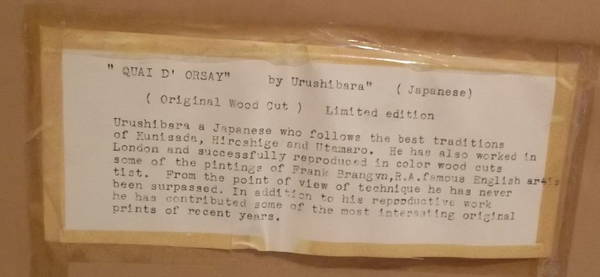 " QUAI D' ORSAY" by Urushibara" ( Japanese)
( Original Wood Cut ) Limited edition
Urushibara a Japanese who follows the best traditions
of Kunisada, Hiroshige and Utamaro. He has also worked in
London and successfully reproduced in color wood cuts
some of the pintings of Frank Brangyn,R.A.famous English artis
tist. From the point of view of technique he has never
been surpassed. In addition to his reproductive work
he has contributed some of the most interesting original
prints of recent years.